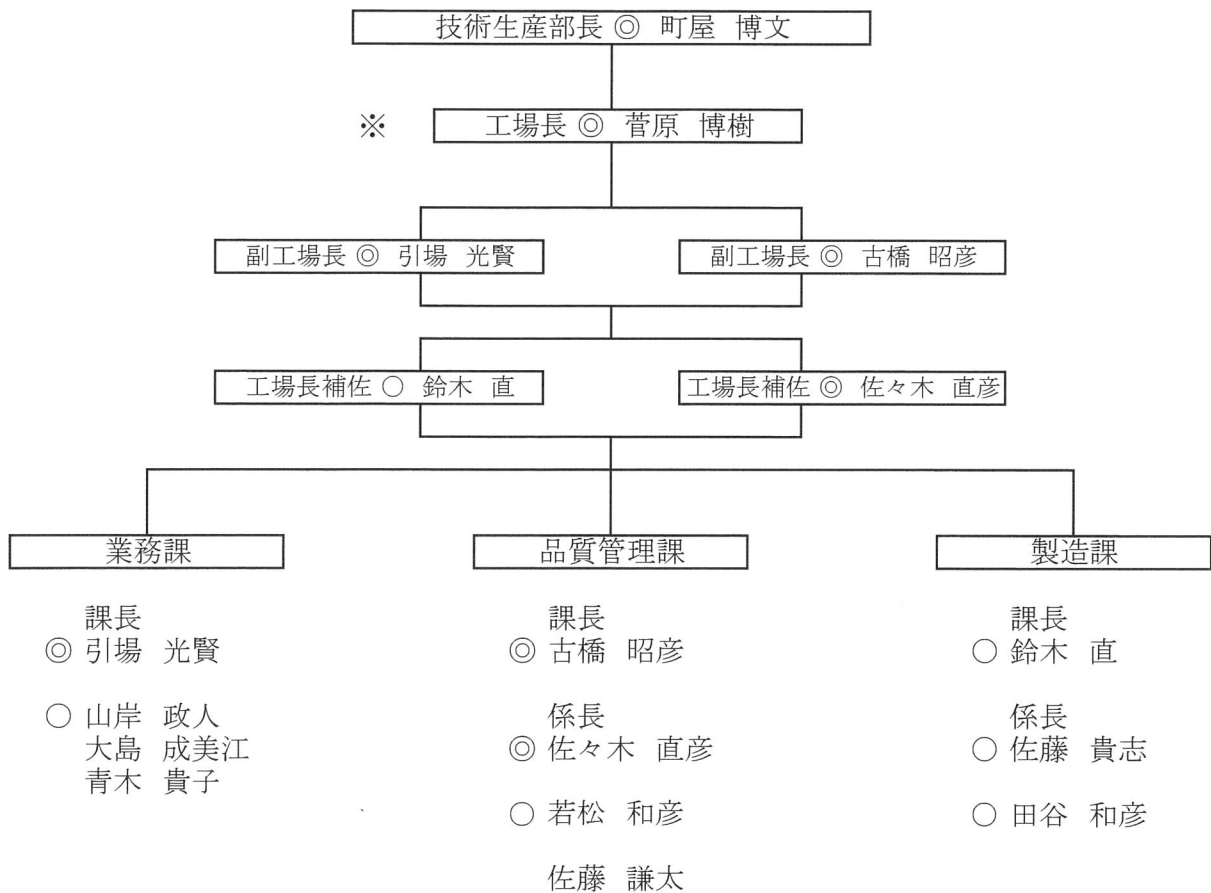 技術生産部長 ◎ 町屋 博文
※ 工場長 ◎ 菅原 博樹
副工場長 ◎ 引場 光賢
副工場長 ◎ 古橋 昭彦
工場長補佐 ○ 鈴木 直
工場長補佐 ◎ 佐々木 直彦
業務課
課長
◎ 引場 光賢
○ 山岸 政人
大島 成美江
青木 貴子
品質管理課
課長
◎ 古橋 昭彦
係長
◎ 佐々木 直彦
○ 若松 和彦
佐藤 謙太
製造課
課長
○ 鈴木 直
係長
○ 佐藤 貴志
○ 田谷 和彦